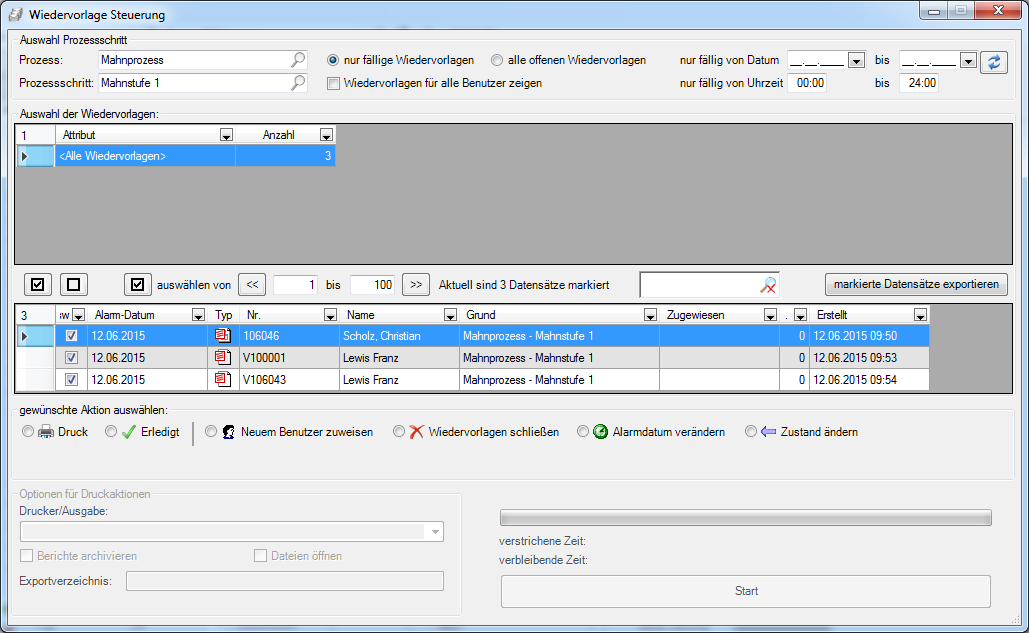 Wiedervorlage Steuerung
Auswahl Prozessschritt
Prozess: Mahnprozess nur fällige Wiedervorlagen alle offenen Wiedervorlagen nur fällig von Datum __.__.____ bis __.__.____
Prozessschritt: Mahnstufe 1 Wiedervorlagen für alle Benutzer zeigen nur fällig von Uhrzeit 00:00 bis 24:00
Auswahl der Wiedervorlagen:
1 Attribut Anzahl
<Alle Wiedervorlagen> 3
auswählen von << 1 bis 100 >> Aktuell sind 3 Datensätze markiert markierte Datensätze exportieren
3 :w Alarm-Datum Typ Nr. Name Grund Zugewiesen . Erstellt
12.06.2015 106046 Scholz, Christian Mahnprozess - Mahnstufe 1 0 12.06.2015 09:50
12.06.2015 V100001 Lewis Franz Mahnprozess - Mahnstufe 1 0 12.06.2015 09:53
12.06.2015 V106043 Lewis Franz Mahnprozess - Mahnstufe 1 0 12.06.2015 09:54
gewünschte Aktion auswählen:
Druck Erledigt Neuem Benutzer zuweisen Wiedervorlagen schließen Alarmdatum verändern Zustand ändern
Optionen für Druckaktionen
Drucker/Ausgabe:
Berichte archivieren Dateien öffnen
Exportverzeichnis:
verstrichene Zeit:
verbleibende Zeit:
Start